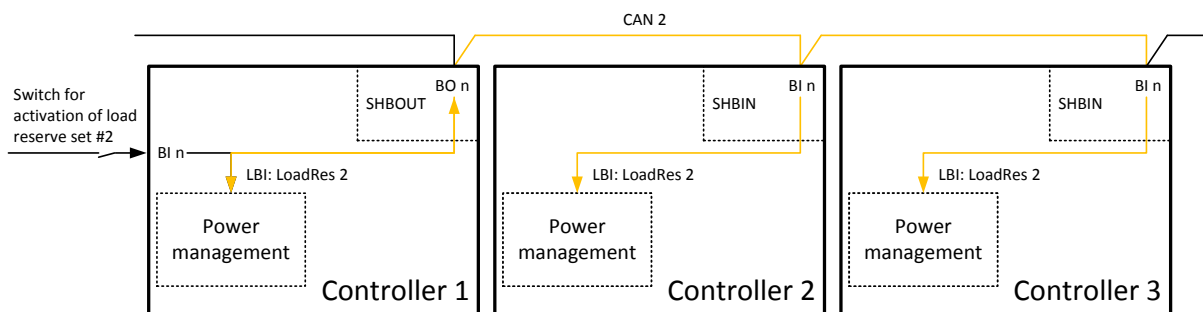 CAN 2
Switch for
activation of load
reserve set #2
BI n
SHBOUT
BO n
LBI: LoadRes 2
Power
management
Controller 1
SHBIN
BI n
LBI: LoadRes 2
Power
management
Controller 2
SHBIN
BI n
LBI: LoadRes 2
Power
management
Controller 3